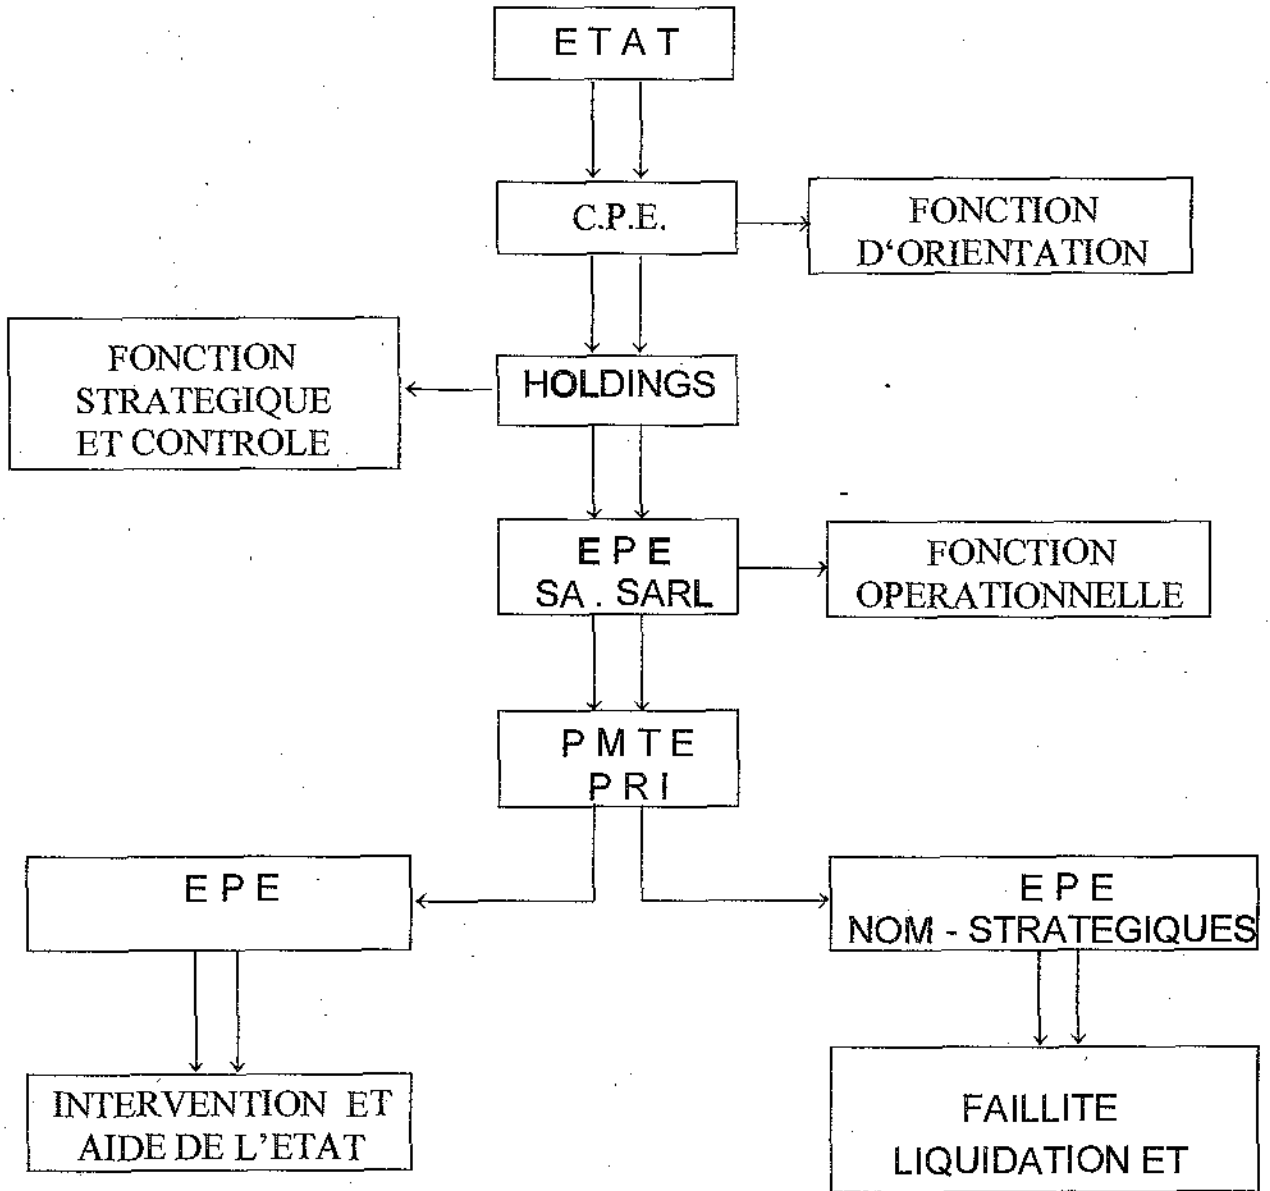 E T A T
C.P.E.
FONCTION
D'ORIENTATION
FONCTION
STRATEGIQUE
ET CONTROLE
HOLDINGS
E P E
SA . SARL
FONCTION
OPERATIONNELLE
P M T E
P R I
E P E
E P E
NOM - STRATEGIQUES
INTERVENTION ET
AIDE DE L'ETAT
FAILLITE
LIQUIDATION ET